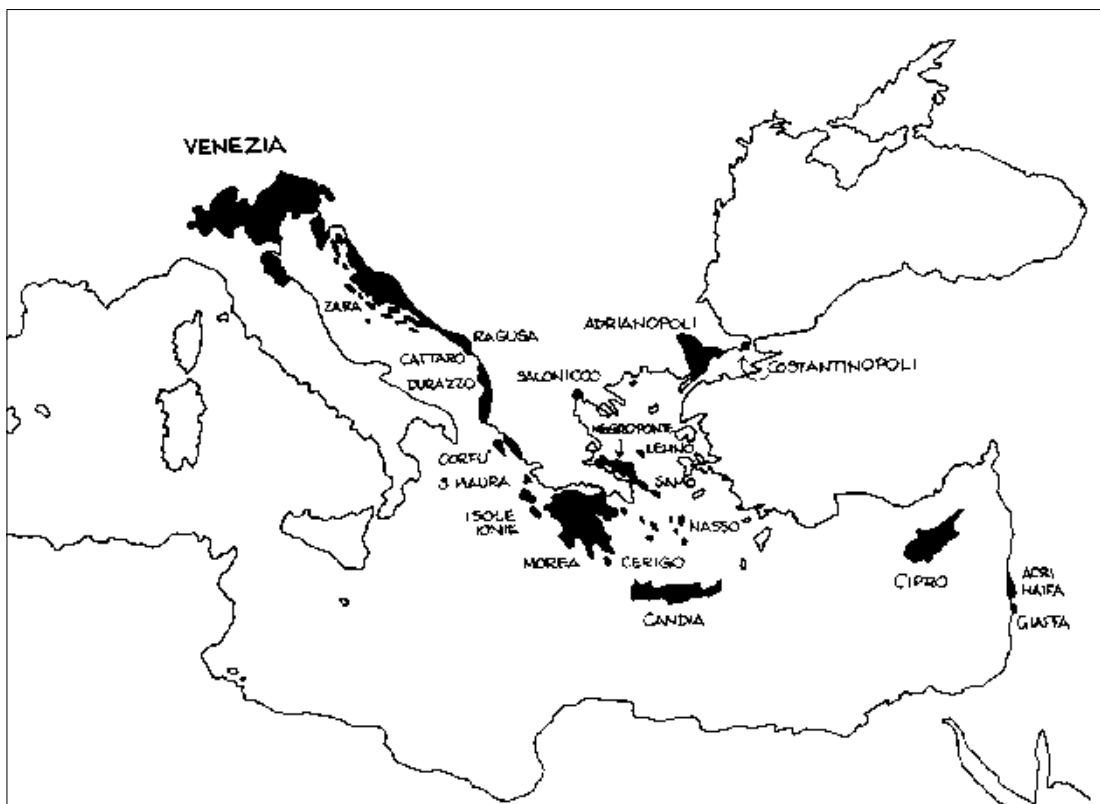 VENEZIA
ZARA
RAGUSA
CATTARO
DURAZZO
ADRIANOPOLI
COSTANTINOPOLI
SALONICCO
NEGROPONTE
LEMNO
CORFU'
S MAURA
SAMO
ISOLE
IONIE
NASSO
MOREA
CERIGO
CANDIA
CIPRO
ACRI
HAIFA
GIAFFA